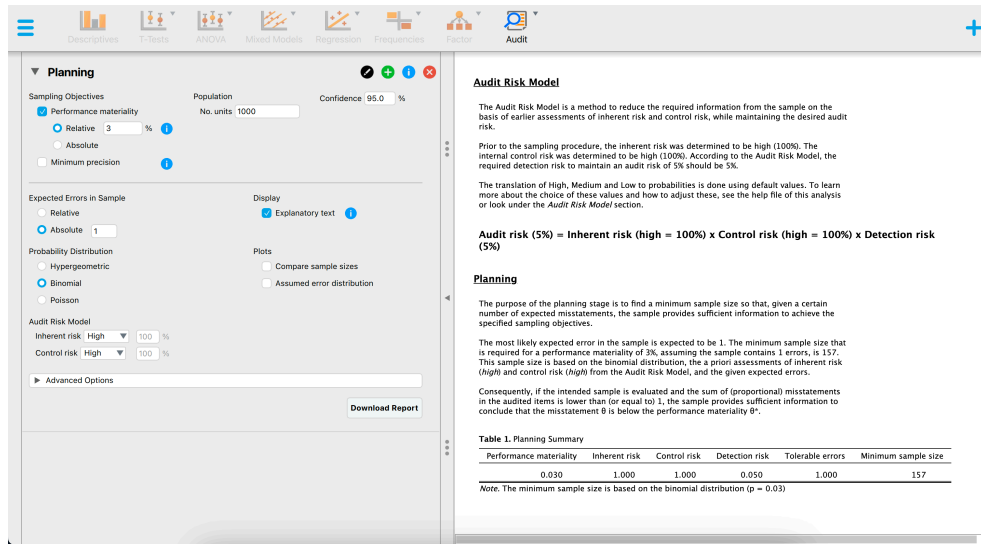 Descriptives T-Tests ANOVA Mixed Models Regression Frequencies Factor Audit
Planning
Sampling Objectives
Performance materiality
Relative 3 %
Absolute
Minimum precision
Population
No. units 1000
Confidence 95.0 %
Expected Errors in Sample
Relative
Absolute 1
Display
Explanatory text
Probability Distribution
Hypergeometric
Binomial
Poisson
Plots
Compare sample sizes
Assumed error distribution
Audit Risk Model
Inherent risk High 100 %
Control risk High 100 %
Advanced Options
Download Report
Audit Risk Model
The Audit Risk Model is a method to reduce the required information from the sample on the
basis of earlier assessments of inherent risk and control risk, while maintaining the desired audit
risk.
Prior to the sampling procedure, the inherent risk was determined to be high (100%). The
internal control risk was determined to be high (100%). According to the Audit Risk Model, the
required detection risk to maintain an audit risk of 5% should be 5%.
The translation of High, Medium and Low to probabilities is done using default values. To learn
more about the choice of these values and how to adjust these, see the help file of this analysis
or look under the Audit Risk Model section.
Audit risk (5%) = Inherent risk (high = 100%) x Control risk (high = 100%) x Detection risk
(5%)
Planning
The purpose of the planning stage is to find a minimum sample size so that, given a certain
number of expected misstatements, the sample provides sufficient information to achieve the
specified sampling objectives.
The most likely expected error in the sample is expected to be 1. The minimum sample size that
is required for a performance materiality of 3%, assuming the sample contains 1 errors, is 157.
This sample size is based on the binomial distribution, the a priori assessments of inherent risk
(high) and control risk (high) from the Audit Risk Model, and the given expected errors.
Consequently, if the intended sample is evaluated and the sum of (proportional) misstatements
in the audited items is lower than (or equal to) 1, the sample provides sufficient information to
conclude that the misstatement θ is below the performance materiality θ*.
Table 1. Planning Summary
Performance materiality Inherent risk Control risk Detection risk Tolerable errors Minimum sample size
0.030 1.000 1.000 0.050 1.000 157
Note. The minimum sample size is based on the binomial distribution (p = 0.03)